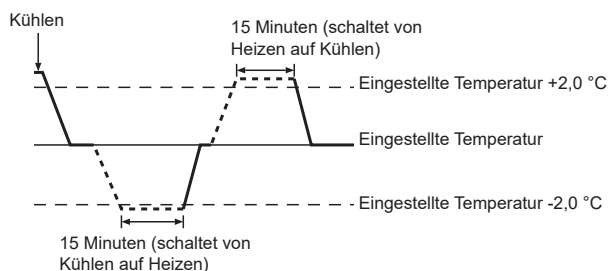 Kühlen
15 Minuten (schaltet von
Heizen auf Kühlen)
Eingestellte Temperatur +2,0 °C
Eingestellte Temperatur
Eingestellte Temperatur -2,0 °C
15 Minuten (schaltet von
Kühlen auf Heizen)